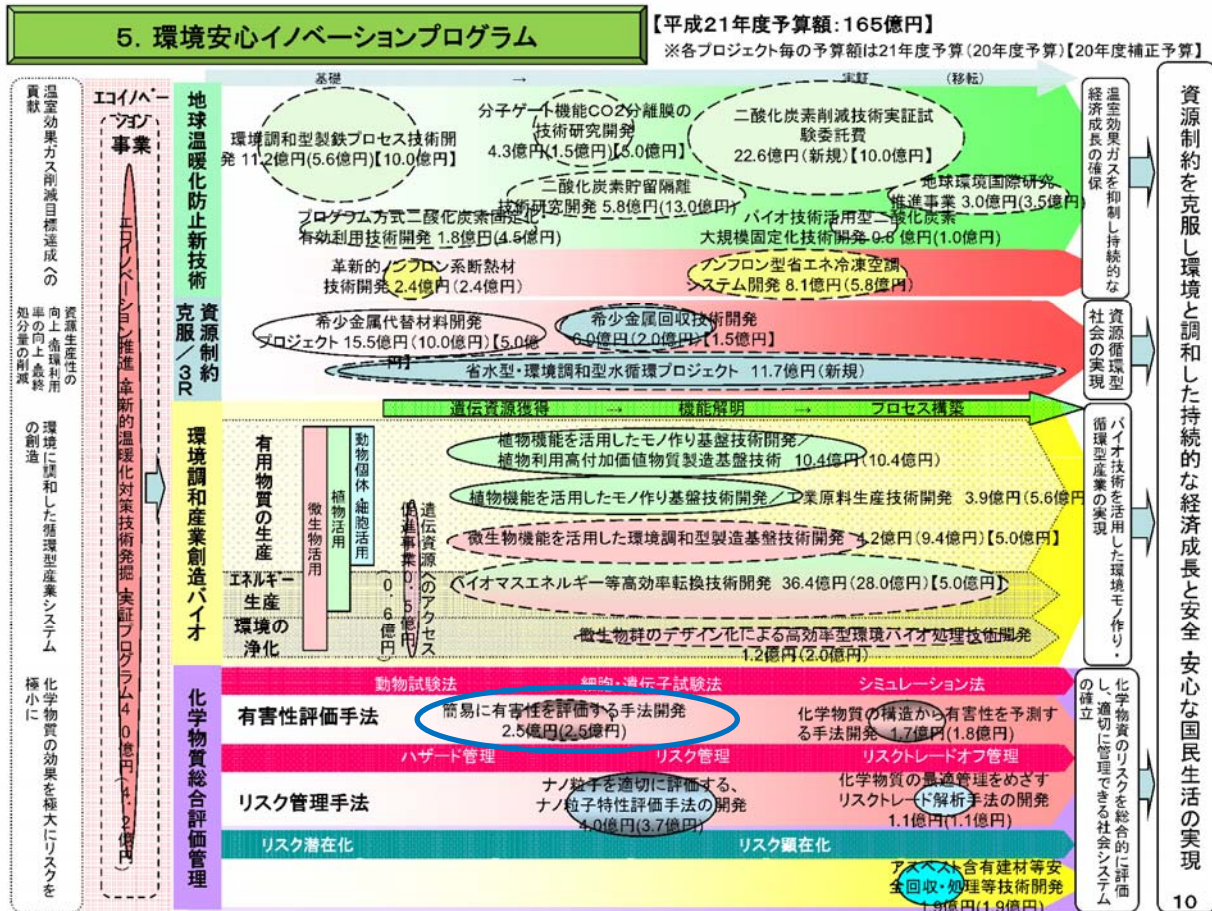 5. 環境安心イノベーションプログラム
【平成21年度予算額:165億円】
※各プロジェクト毎の予算額は21年度予算(20年度予算)【20年度補正予算】
温室効果ガス削減目標達成への
貢献
資源生産性の
向上・循環利用
率の向上・最終
処分量の削減
環境に調和した循環型産業システム
の創造
化学物質の効果を極大にリスクを
極小に
エコイノベー
ション
事業
エコイノベーション推進・革新的温暖化対策技術発掘・実証プログラム40億円(4.2億円)
地球温暖化防止新技術
基礎
→
実証
(移転)
環境調和型製鉄プロセス技術開
発 11.2億円(5.6億円)【10.0億円】
分子ゲート機能CO2分離膜の
技術研究開発
4.3億円(1.5億円)【5.0億円】
二酸化炭素削減技術実証試
験委託費
22.6億円(新規)【10.0億円】
二酸化炭素貯留隔離
技術研究開発 5.8億円(13.0億円)
地球環境国際研究
推進事業 3.0億円(3.5億円)
プログラム方式二酸化炭素固定化・
有効利用技術開発 1.8億円(4.5億円)
バイオ技術活用型二酸化炭素
大規模固定化技術開発 0.8億円(1.0億円)
革新的ノンフロン系断熱材
技術開発 2.4億円(2.4億円)
ノンフロン型省エネ冷凍空調
システム開発 8.1億円(5.8億円)
温室効果ガスを抑制し持続的な
経済成長の確保
資源制約
克服/3R
希少金属代替材料開発
プロジェクト 15.5億円(10.0億円)【5.0億
円】
希少金属回収技術開発
6.0億円(2.0億円)【1.5億円】
省水型・環境調和型水循環プロジェクト 11.7億円(新規)
資源循環型
社会の実現
環境調和産業創造バイオ
遺伝資源獲得 → 機能解明 → プロセス構築
有用物質の生産
エネルギー
生産
環境の
浄化
微生物活用
植物活用
動物個体・細胞活用
遺伝資源へのアクセス
促進事業0.5億円
(0.6億円)
植物機能を活用したモノ作り基盤技術開発/
植物利用高付加価値物質製造基盤技術 10.4億円(10.4億円)
植物機能を活用したモノ作り基盤技術開発/工業原料生産技術開発 3.9億円(5.6億円
微生物機能を活用した環境調和型製造基盤技術開発 4.2億円(9.4億円)【5.0億円】
バイオマスエネルギー等高効率転換技術開発 36.4億円(28.0億円)【5.0億円】
微生物群のデザイン化による高効率型環境バイオ処理技術開発
1.2億円(2.0億円)
バイオ技術を活用した環境モノ作り・
循環型産業の実現
化学物質総合評価管理
動物試験法
細胞・遺伝子試験法
シミュレーション法
有害性評価手法
簡易に有害性を評価する手法開発
2.5億円(2.5億円)
化学物質の構造から有害性を予測す
る手法開発 1.7億円(1.8億円)
ハザード管理
リスク管理
リスクトレードオフ管理
リスク管理手法
ナノ粒子を適切に評価する、
ナノ粒子特性評価手法の開発
4.0億円(3.7億円)
化学物質の最適管理をめざす
リスクトレード解析手法の開発
1.1億円(1.1億円)
リスク潜在化
リスク顕在化
アスベスト含有建材等安
全回収・処理等技術開発
1.9億円(1.9億円)
化学物資のリスクを総合的に評価
し、適切に管理できる社会システム
の確立
資源制約を克服し環境と調和した持続的な経済成長と安全・安心な国民生活の実現
10